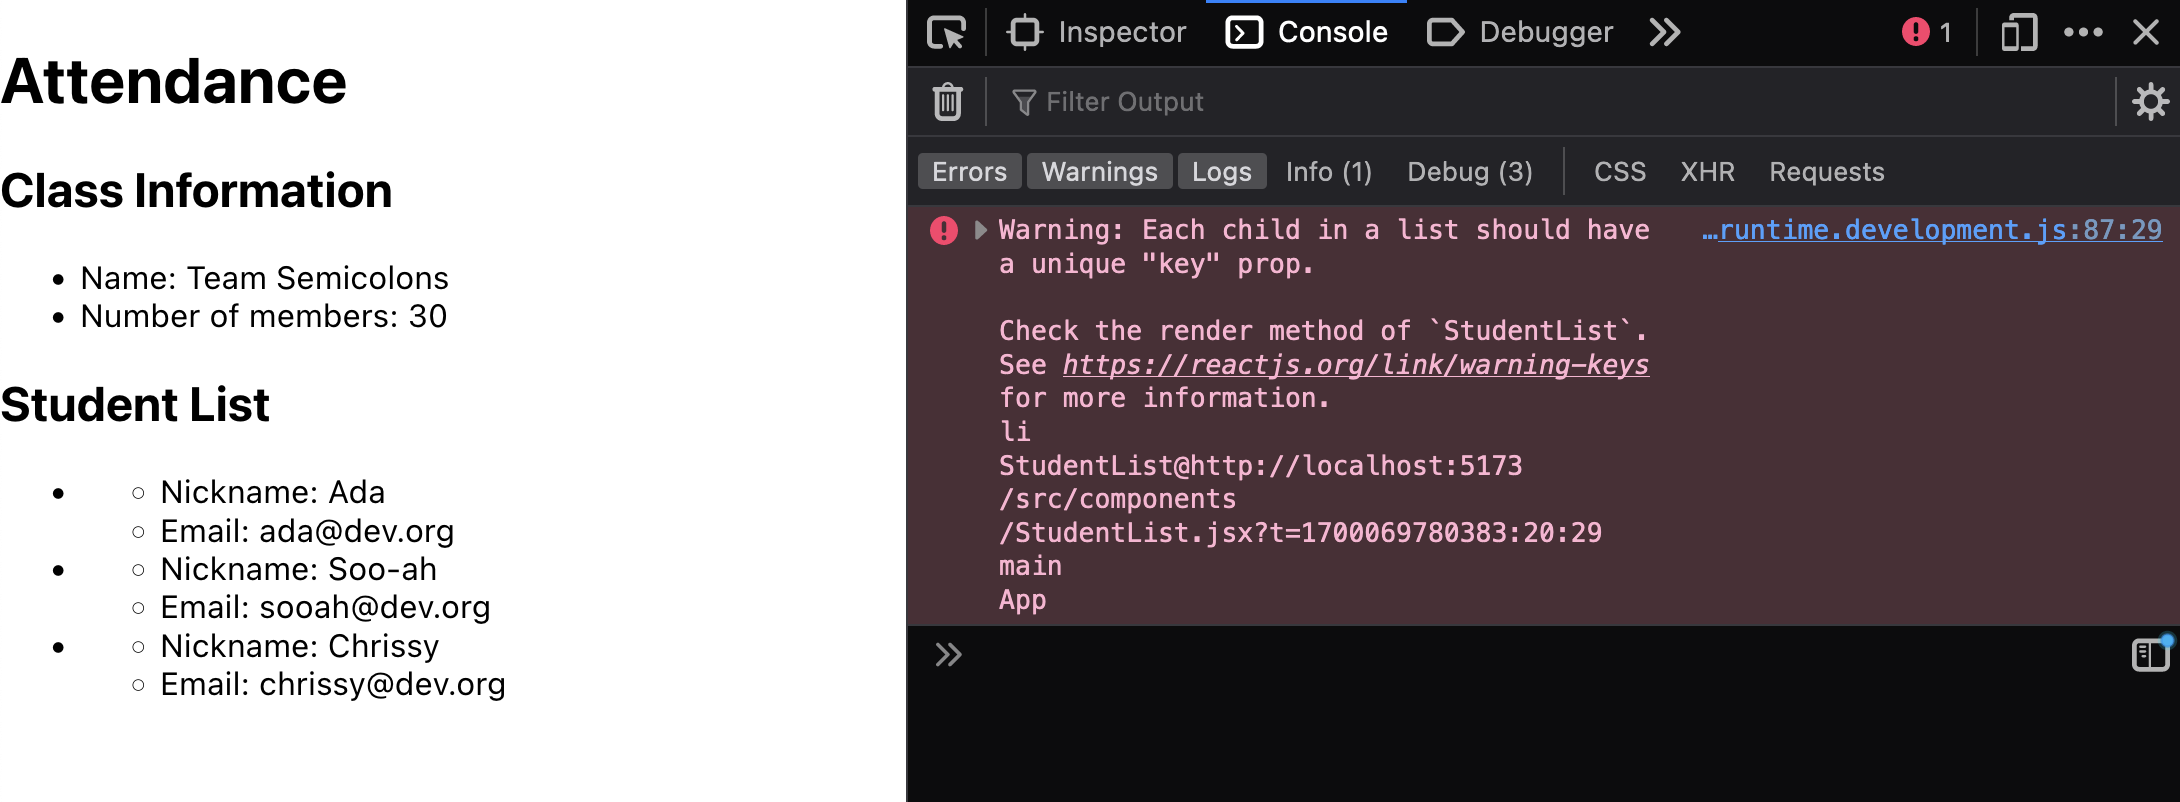 Attendance
Class Information
Name: Team Semicolons
Number of members: 30
Student List
Nickname: Ada
Email: ada@dev.org
Nickname: Soo-ah
Email: sooah@dev.org
Nickname: Chrissy
Email: chrissy@dev.org
Inspector Console Debugger 1
Filter Output
Errors Warnings Logs Info (1) Debug (3) CSS XHR Requests
Warning: Each child in a list should have …runtime.development.js:87:29
a unique "key" prop.
Check the render method of `StudentList`.
See https://reactjs.org/link/warning-keys
for more information.
li
StudentList@http://localhost:5173
/src/components
/StudentList.jsx?t=1700069780383:20:29
main
App